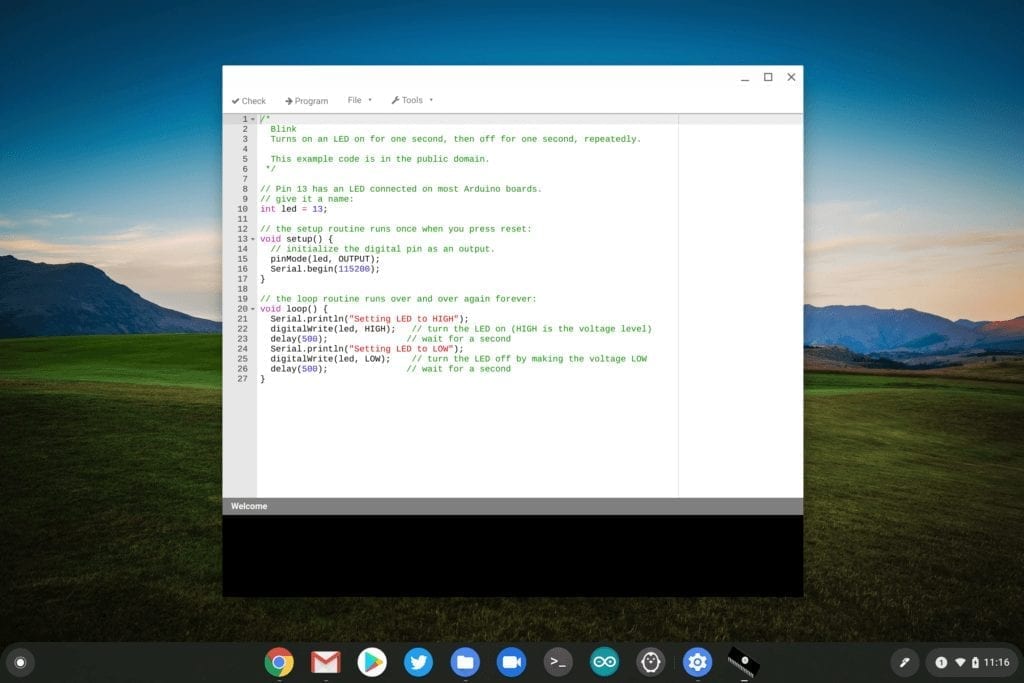 Check Program File Tools
1 /*
2 Blink
3 Turns on an LED on for one second, then off for one second, repeatedly.
4
5 This example code is in the public domain.
6 */
7
8 // Pin 13 has an LED connected on most Arduino boards.
9 // give it a name:
10 int led = 13;
11
12 // the setup routine runs once when you press reset:
13 void setup() {
14 // initialize the digital pin as an output.
15 pinMode(led, OUTPUT);
16 Serial.begin(115200);
17 }
18
19 // the loop routine runs over and over again forever:
20 void loop() {
21 Serial.println("Setting LED to HIGH");
22 digitalWrite(led, HIGH); // turn the LED on (HIGH is the voltage level)
23 delay(500); // wait for a second
24 Serial.println("Setting LED to LOW");
25 digitalWrite(led, LOW); // turn the LED off by making the voltage LOW
26 delay(500); // wait for a second
27 }
Welcome
>_ 1 11:16